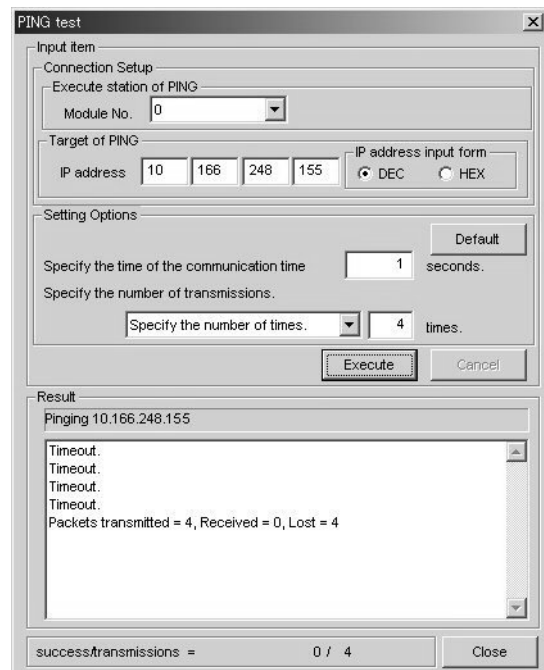 PING test
Input item
Connection Setup
Execute station of PING
Module No. 0
Target of PING
IP address 10 166 248 155
IP address input form
DEC HEX
Setting Options
Default
Specify the time of the communication time 1 seconds.
Specify the number of transmissions.
Specify the number of times. 4 times.
Execute Cancel
Result
Pinging 10.166.248.155
Timeout.
Timeout.
Timeout.
Timeout.
Packets transmitted = 4, Received = 0, Lost = 4
success/transmissions = 0 / 4
Close